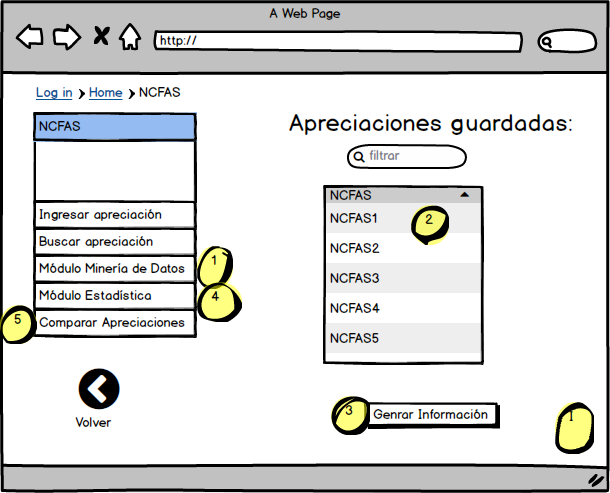 A Web Page
http://
Log in > Home > NCFAS
NCFAS
Apreciaciones guardadas:
filtrar
NCFAS
Ingresar apreciación
NCFAS1
2
Buscar apreciación
NCFAS2
Módulo Minería de Datos
1
NCFAS3
Módulo Estadística
4
NCFAS4
5
Comparar Apreciaciones
NCFAS5
Volver
3
Genrar Información
1